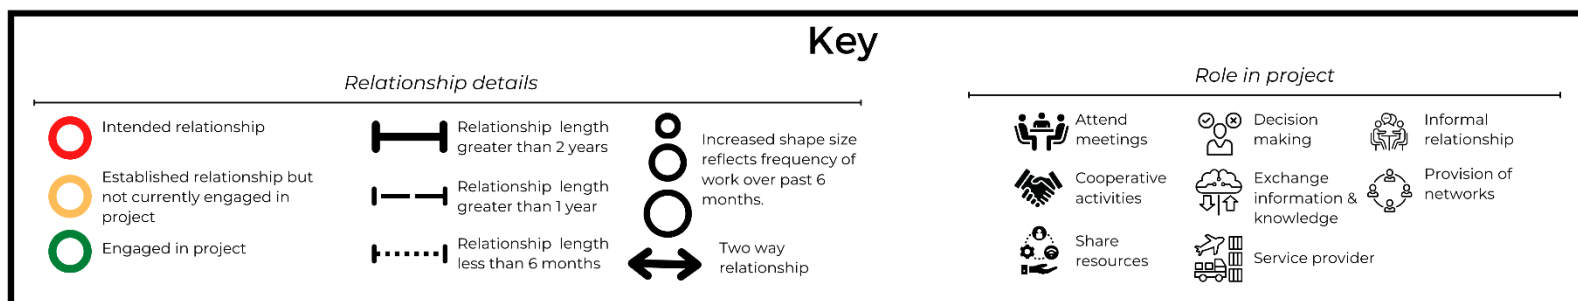 Key
Relationship details
Intended relationship
Established relationship but
not currently engaged in
project
Engaged in project
Relationship length
greater than 2 years
Relationship length
greater than 1 year
Relationship length
less than 6 months
Increased shape size
reflects frequency of
work over past 6
months.
Two way
relationship
Role in project
Attend
meetings
Cooperative
activities
Share
resources
Decision
making
Exchange
information &
knowledge
Service provider
Informal
relationship
Provision of
networks